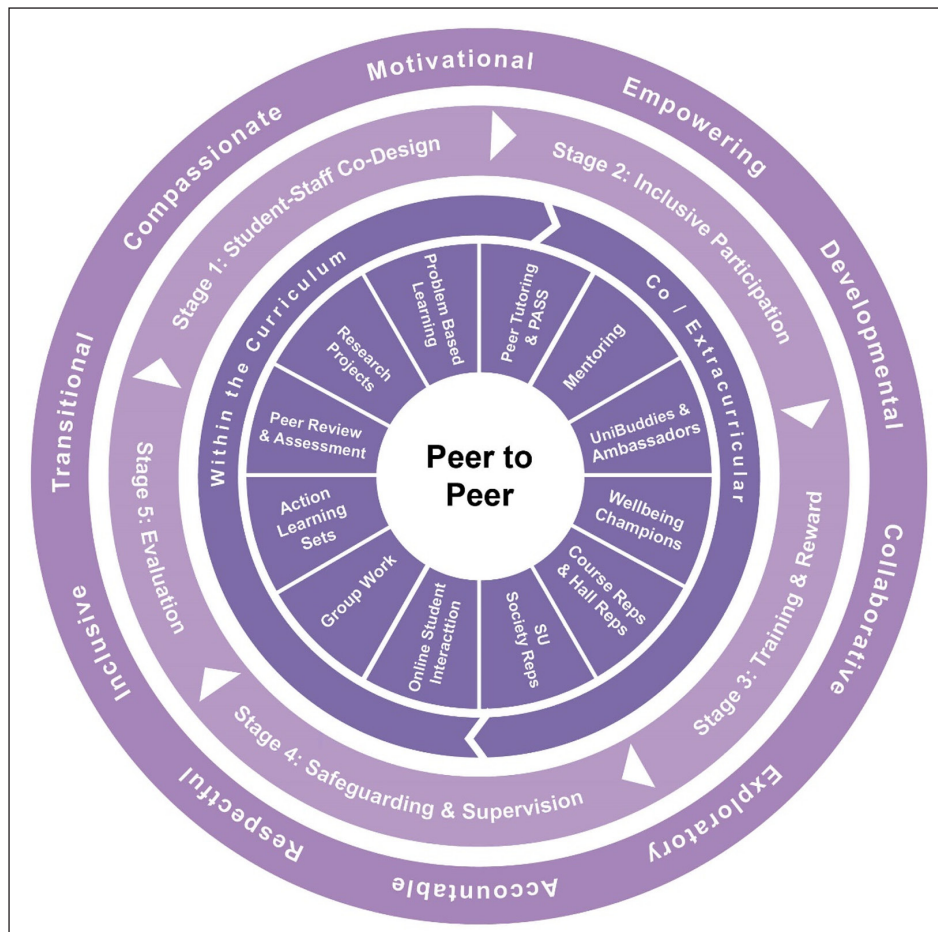 Motivational
Empowering
Developmental
Collaborative
Exploratory
Accountable
Respectful
Inclusive
Transitional
Compassionate
Stage 1: Student-Staff Co-Design
Stage 2: Inclusive Participation
Stage 3: Training & Reward
Stage 4: Safeguarding & Supervision
Stage 5: Evaluation
Within the Curriculum
Co / Extracurricular
Peer Tutoring
& PASS
Mentoring
UniBuddies &
Ambassadors
Wellbeing
Champions
Course Reps
& Hall Reps
SU
Society Reps
Online Student
Interacttion
Group Work
Action
Learning
Sets
Peer Review
& Assessment
Research
Projects
Problem Based
Learning
Peer to
Peer